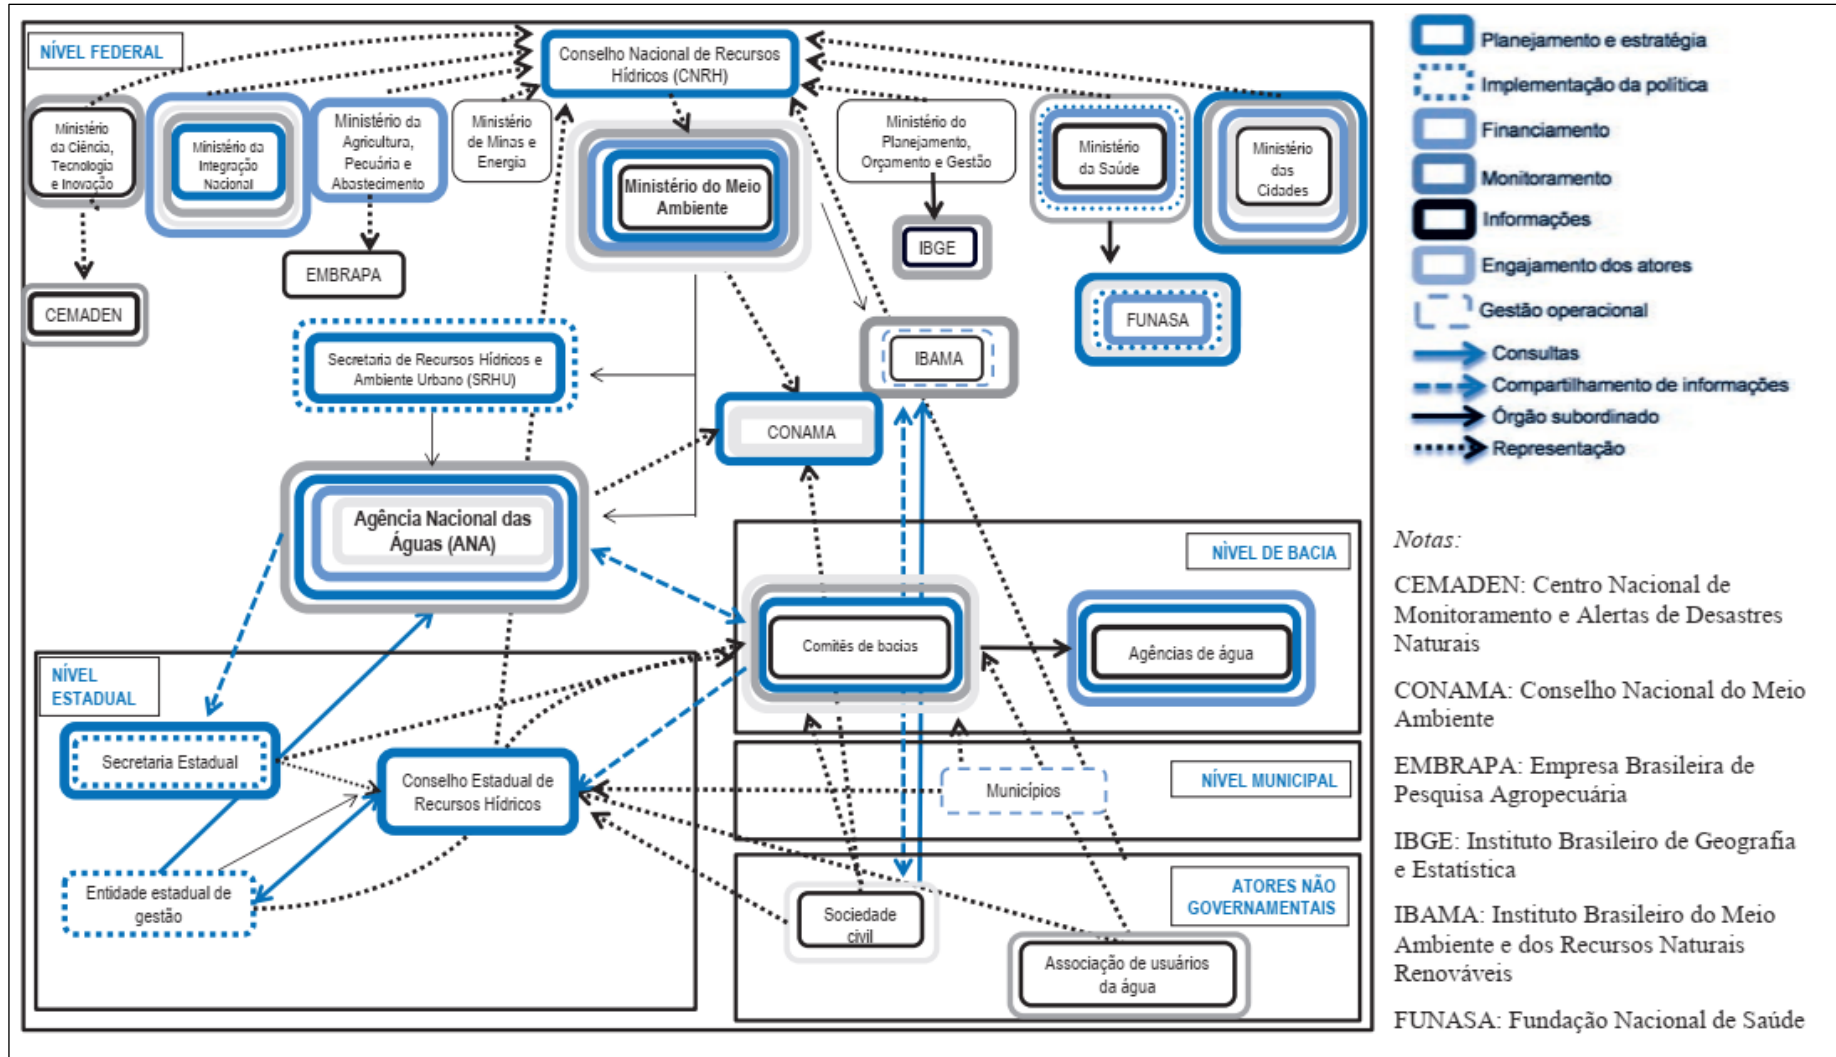 NÍVEL FEDERAL
Conselho Nacional de Recursos
Hídricos (CNRH)
Ministério
da Ciência,
Tecnologia
e Inovação
Ministério da
Integração
Nacional
Ministério da
Agricultura,
Pecuária e
Abastecimento
Ministério
de Minas e
Energia
Ministério do Meio
Ambiente
Ministério do
Planejamento,
Orçamento e Gestão
Ministério
da Saúde
Ministério
das
Cidades
CEMADEN
EMBRAPA
IBGE
FUNASA
Secretaria de Recursos Hídricos e
Ambiente Urbano (SRHU)
IBAMA
CONAMA
Agência Nacional das
Águas (ANA)
NÌVEL DE BACIA
Comitês de bacias
Agências de água
NÍVEL
ESTADUAL
Secretaria Estadual
Conselho Estadual de
Recursos Hídricos
Entidade estadual de
gestão
NÍVEL MUNICIPAL
Municípios
ATORES NÃO
GOVERNAMENTAIS
Sociedade
civil
Associação de usuários
da água
Planejamento e estratégia
Implementação da política
Financiamento
Monitoramento
Informações
Engajamento dos atores
Gestão operacional
Consultas
Compartilhamento de informações
Órgão subordinado
Representação
Notas:
CEMADEN: Centro Nacional de
Monitoramento e Alertas de Desastres
Naturais
CONAMA: Conselho Nacional do Meio
Ambiente
EMBRAPA: Empresa Brasileira de
Pesquisa Agropecuária
IBGE: Instituto Brasileiro de Geografia
e Estatística
IBAMA: Instituto Brasileiro do Meio
Ambiente e dos Recursos Naturais
Renováveis
FUNASA: Fundação Nacional de Saúde